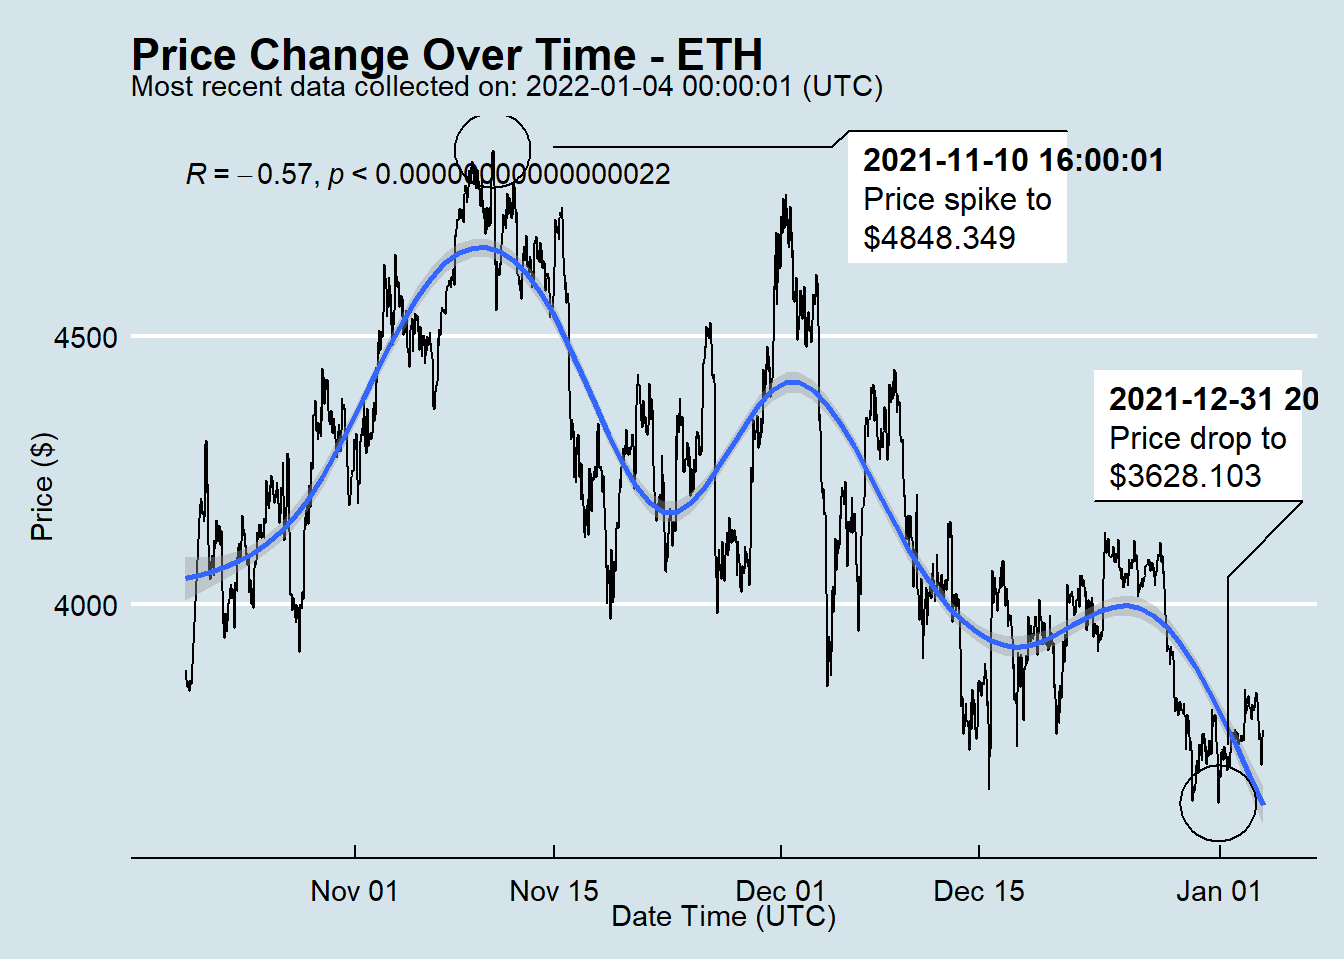 Price Change Over Time - ETH
Most recent data collected on: 2022-01-04 00:00:01 (UTC)
R = −0.57, p < 0.00000000000000022
2021-11-10 16:00:01
Price spike to
$4848.349
2021-12-31 20
Price drop to
$3628.103
Price ($)
4500
4000
Nov 01
Nov 15
Dec 01
Dec 15
Jan 01
Date Time (UTC)